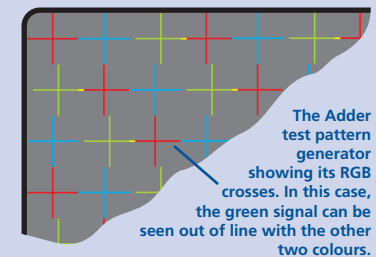 The Adder
test pattern
generator
showing its RGB
crosses. In this case,
the green signal can be
seen out of line with the other
two colours.